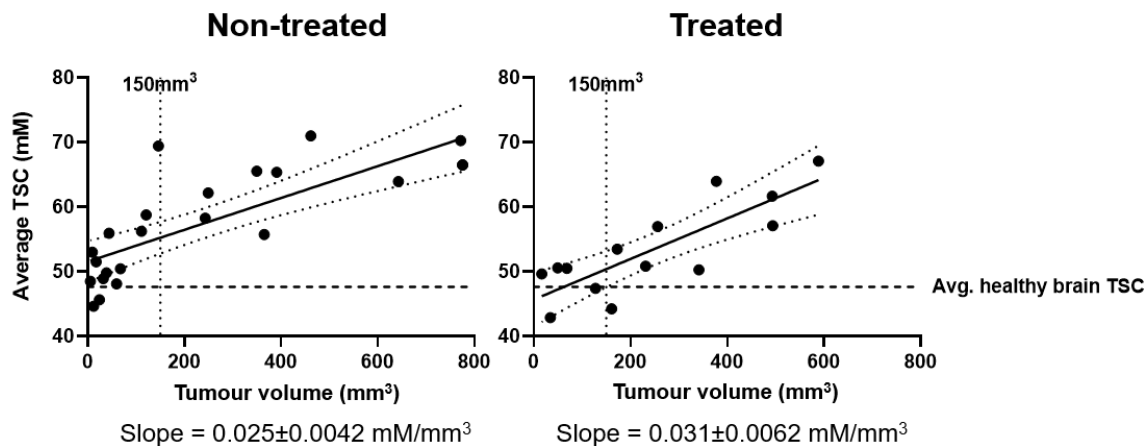 Non-treated
Treated
80
70
60
50
40
Average TSC (mM)
150mm³
0
200
400
600
800
Tumour volume (mm³)
Slope = 0.025±0.0042 mM/mm³
80
70
60
50
40
150mm³
Avg. healthy brain TSC
0
200
400
600
800
Tumour volume (mm³)
Slope = 0.031±0.0062 mM/mm³